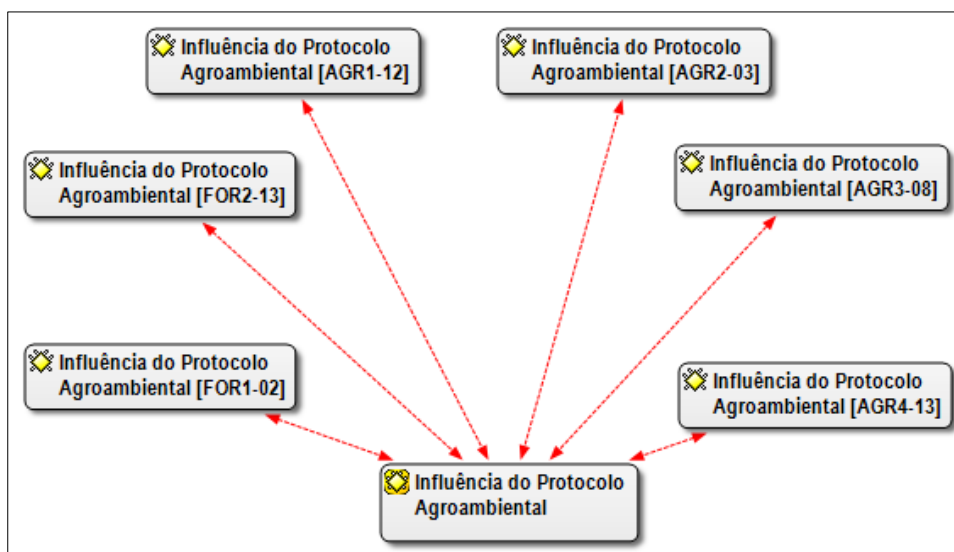 Influência do Protocolo
Agroambiental [AGR1-12]
Influência do Protocolo
Agroambiental [AGR2-03]
Influência do Protocolo
Agroambiental [FOR2-13]
Influência do Protocolo
Agroambiental [AGR3-08]
Influência do Protocolo
Agroambiental [FOR1-02]
Influência do Protocolo
Agroambiental [AGR4-13]
Influência do Protocolo
Agroambiental